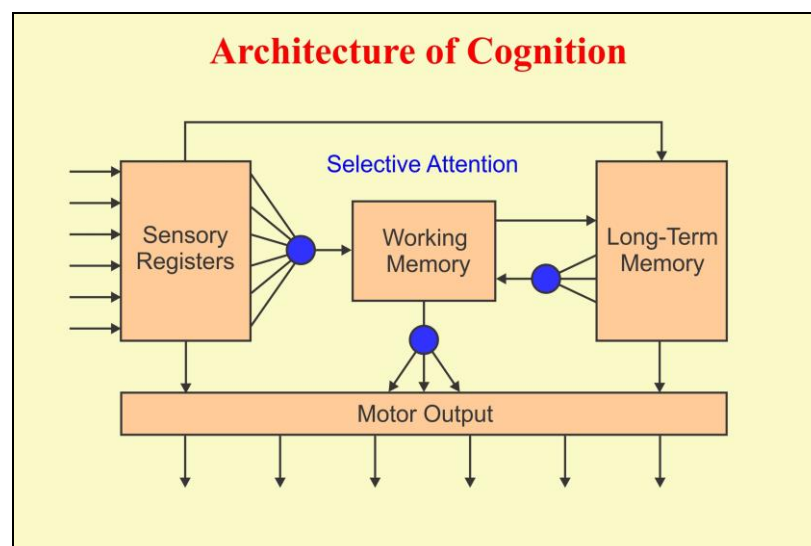 Architecture of Cognition
Selective Attention
Sensory
Registers
Working
Memory
Long-Term
Memory
Motor Output